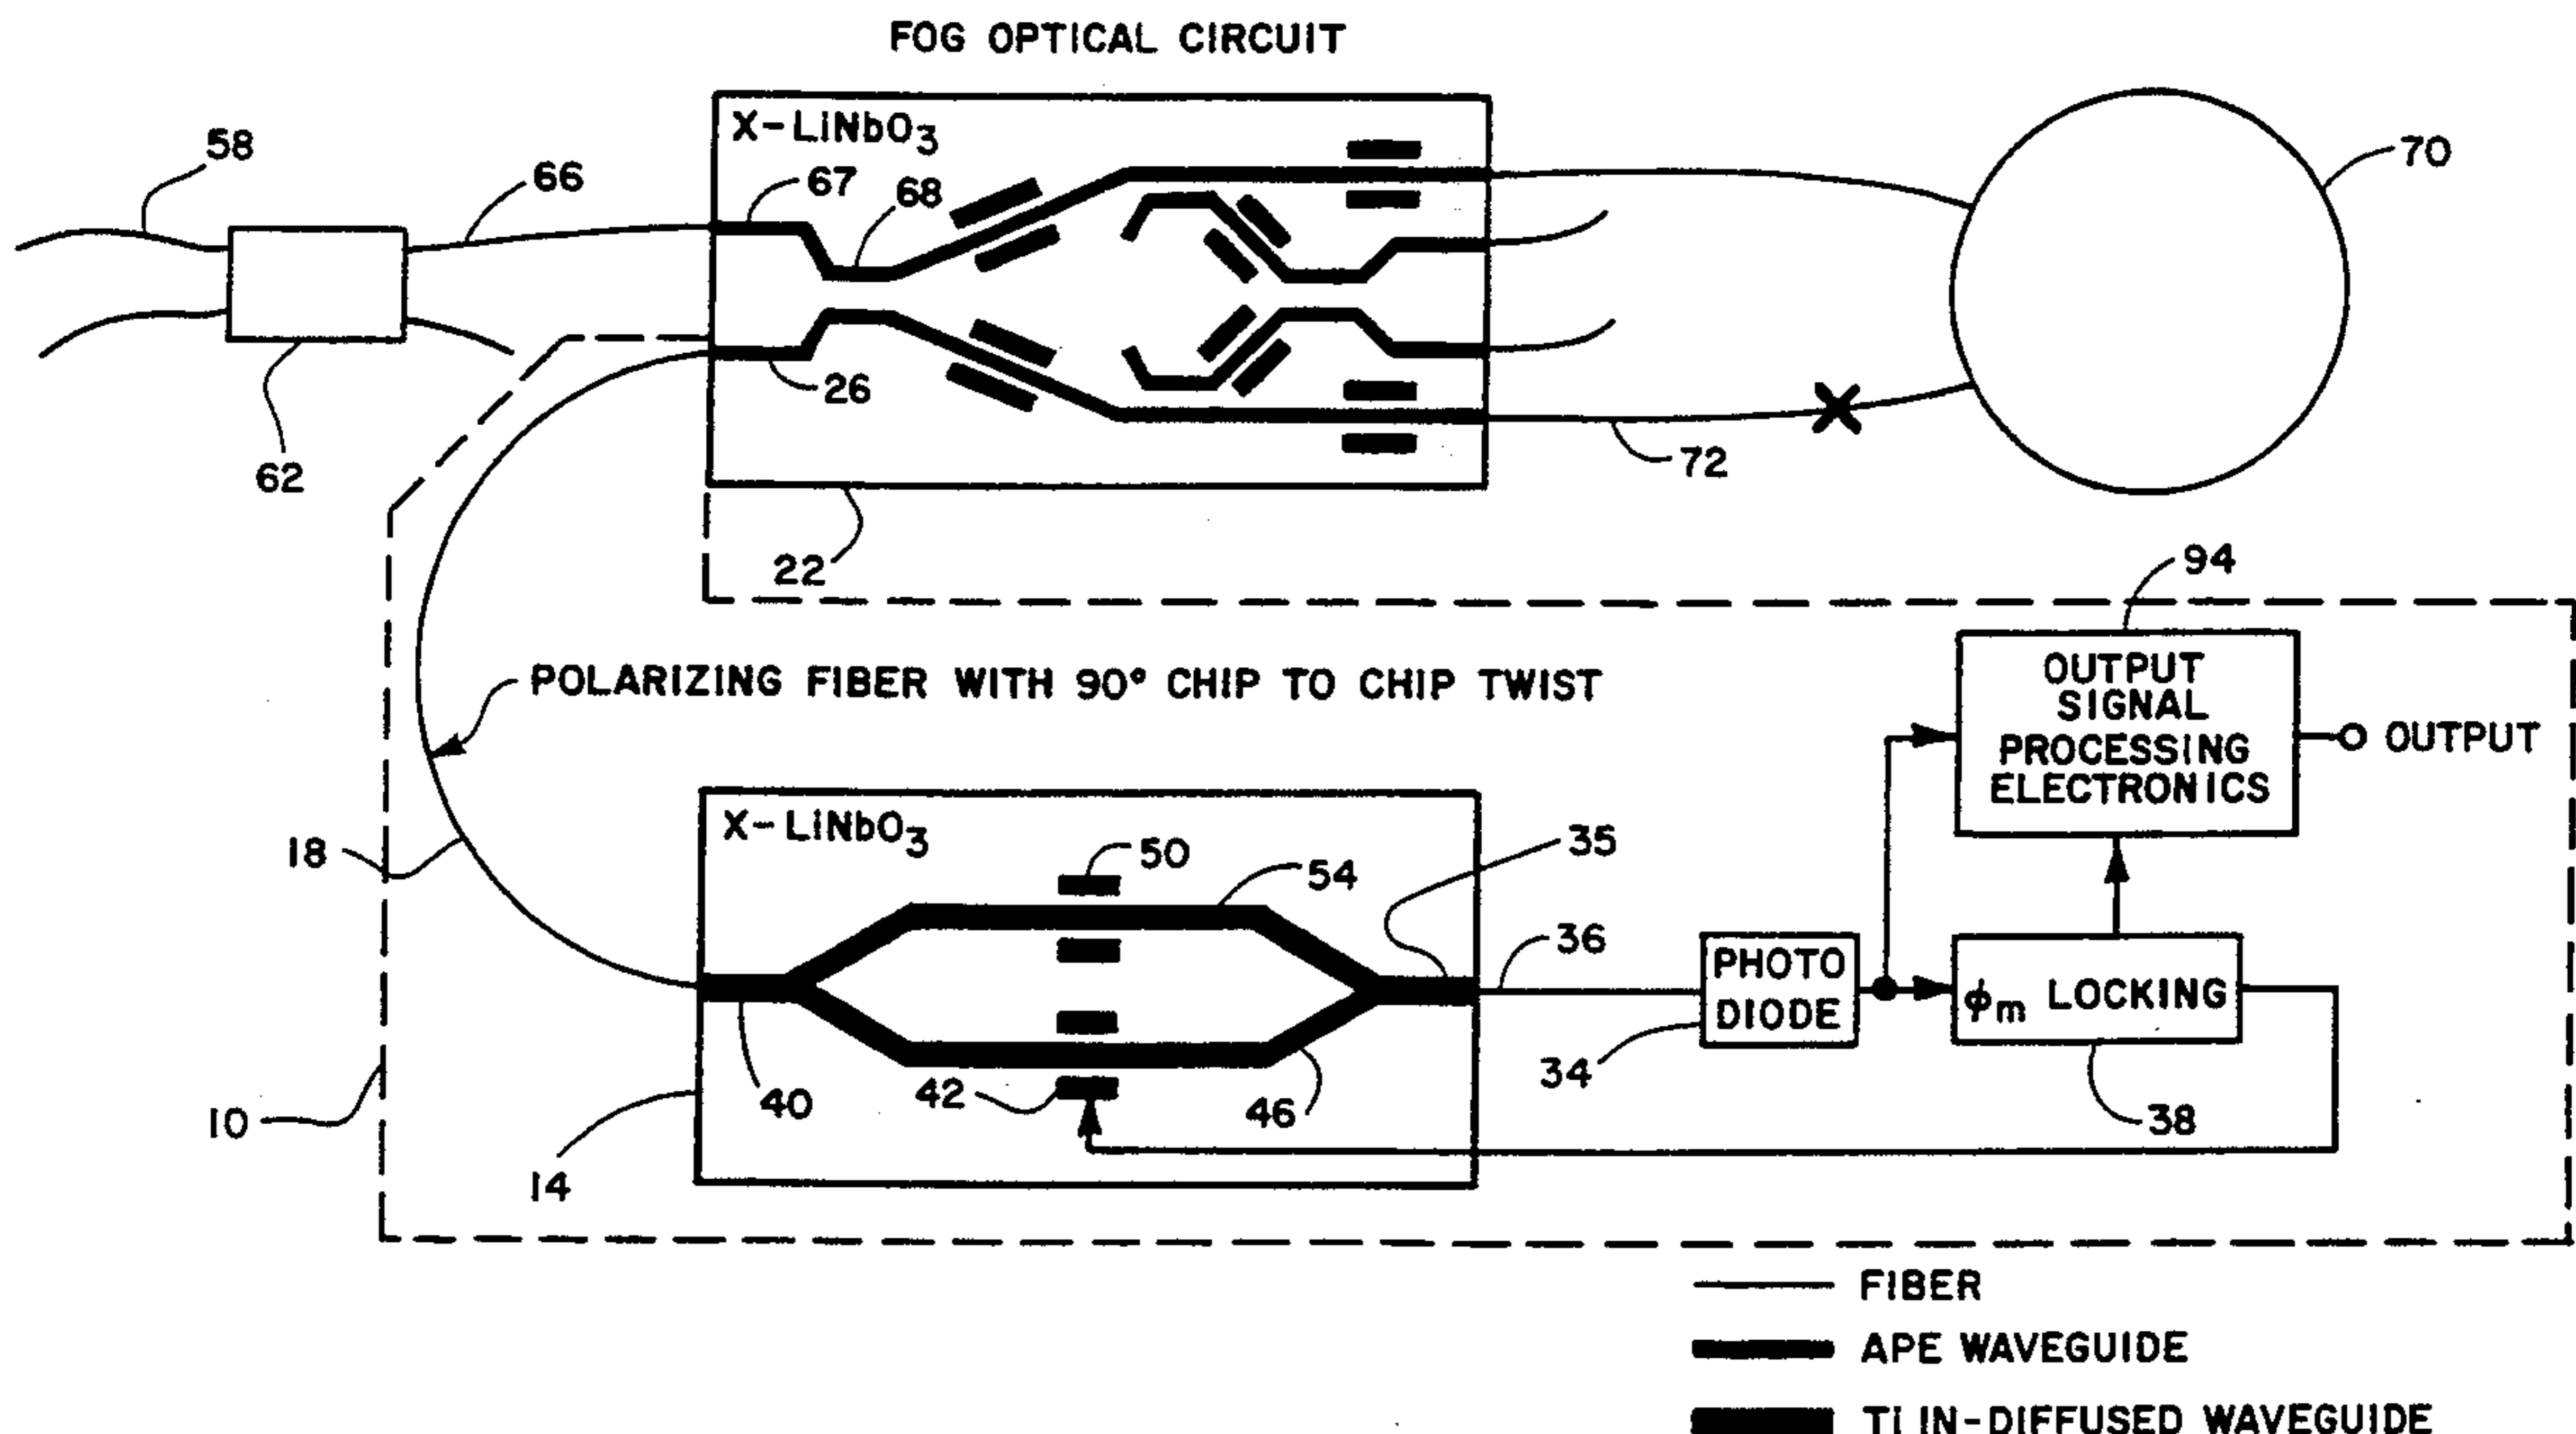 FOG OPTICAL CIRCUIT
X-LiNbO3
58
66
67
68
70
62
26
72
22
94
POLARIZING FIBER WITH 90° CHIP TO CHIP TWIST
OUTPUT
SIGNAL
PROCESSING
ELECTRONICS
OUTPUT
X-LiNbO3
18
50
54
35
36
PHOTO
DIODE
ϕm LOCKING
34
40
42
46
38
10
14
FIBER
APE WAVEGUIDE
Ti IN-DIFFUSED WAVEGUIDE